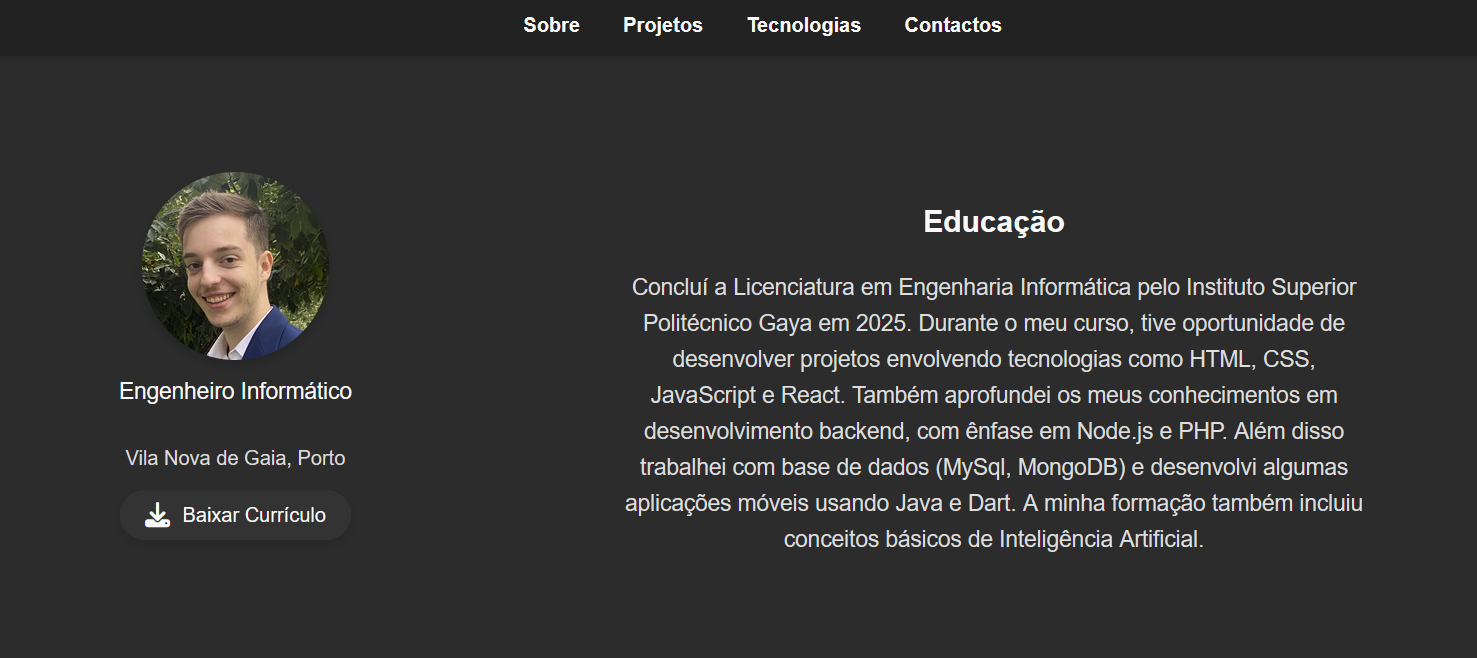 Sobre Projetos Tecnologias Contactos
Engenheiro Informático
Vila Nova de Gaia, Porto
Baixar Currículo
Educação
Concluí a Licenciatura em Engenharia Informática pelo Instituto Superior
Politécnico Gaya em 2025. Durante o meu curso, tive oportunidade de
desenvolver projetos envolvendo tecnologias como HTML, CSS,
JavaScript e React. Também aprofundei os meus conhecimentos em
desenvolvimento backend, com ênfase em Node.js e PHP. Além disso
trabalhei com base de dados (MySql, MongoDB) e desenvolvi algumas
aplicações móveis usando Java e Dart. A minha formação também incluiu
conceitos básicos de Inteligência Artificial.